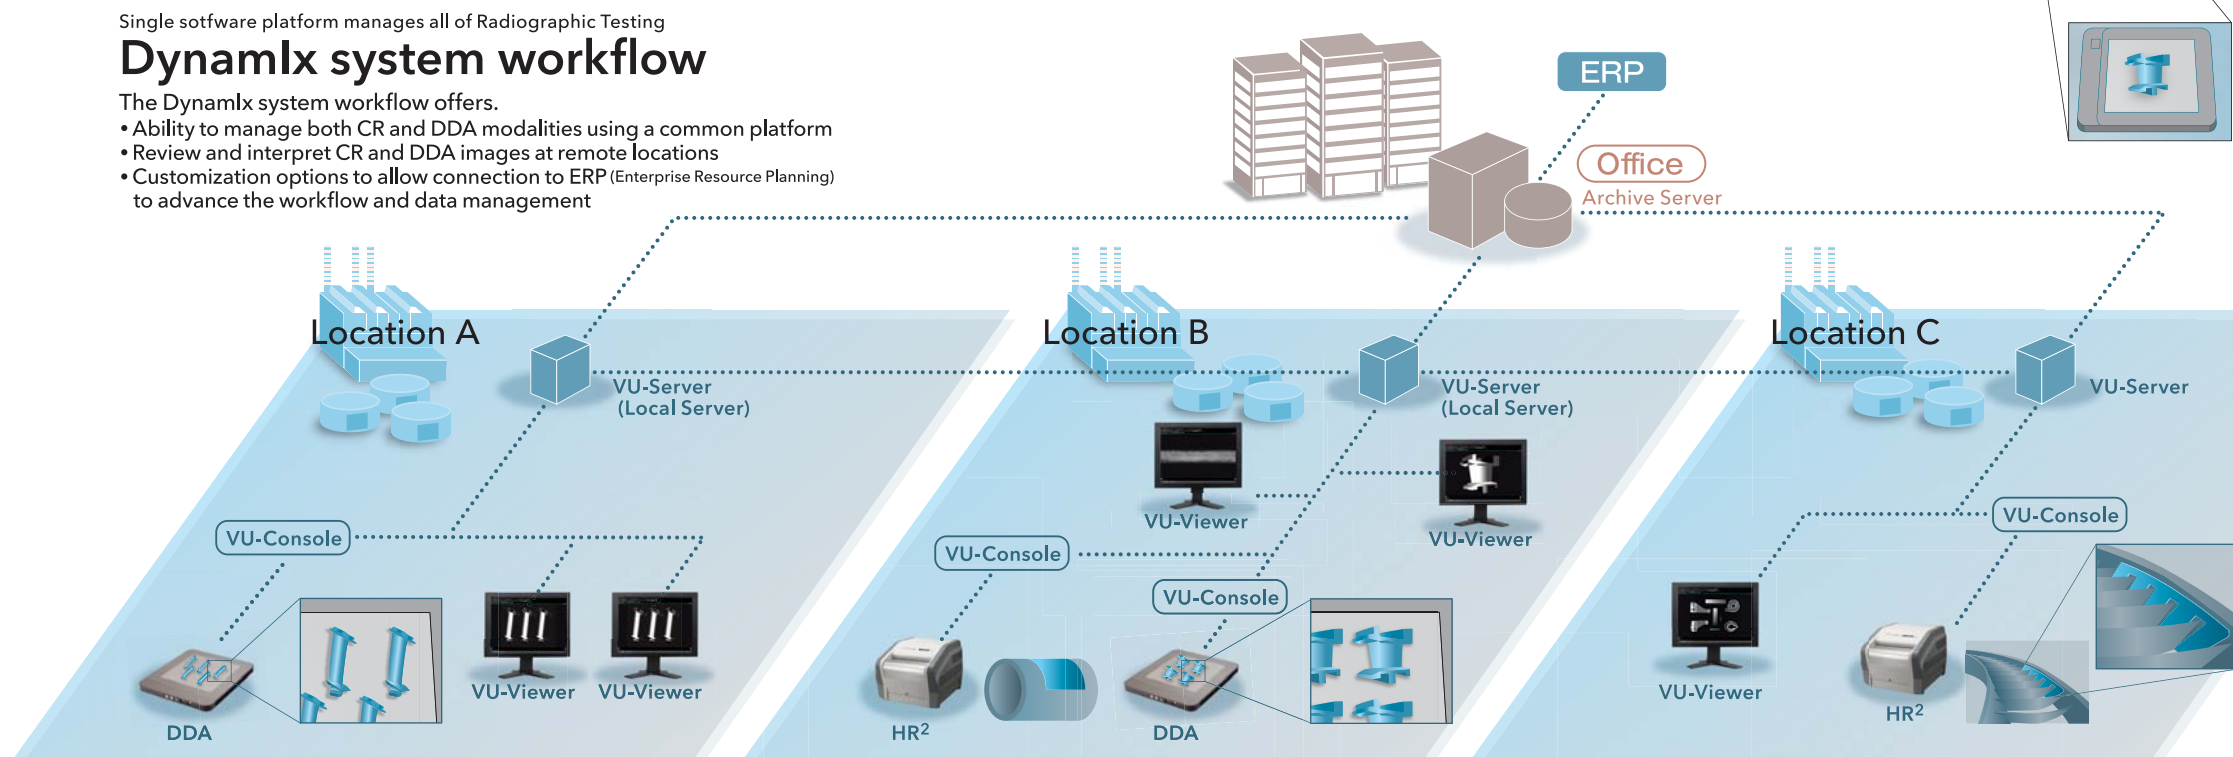 Single sotfware platform manages all of Radiographic Testing
DynamIx system workflow
The DynamIx system workflow offers.
• Ability to manage both CR and DDA modalities using a common platform
• Review and interpret CR and DDA images at remote locations
• Customization options to allow connection to ERP (Enterprise Resource Planning)
to advance the workflow and data management
ERP
Office
Archive Server
Location A
VU-Server
(Local Server)
VU-Console
DDA
VU-Viewer
VU-Viewer
Location B
VU-Server
(Local Server)
VU-Viewer
VU-Viewer
VU-Console
VU-Console
HR2
DDA
Location C
VU-Server
VU-Console
VU-Viewer
HR2